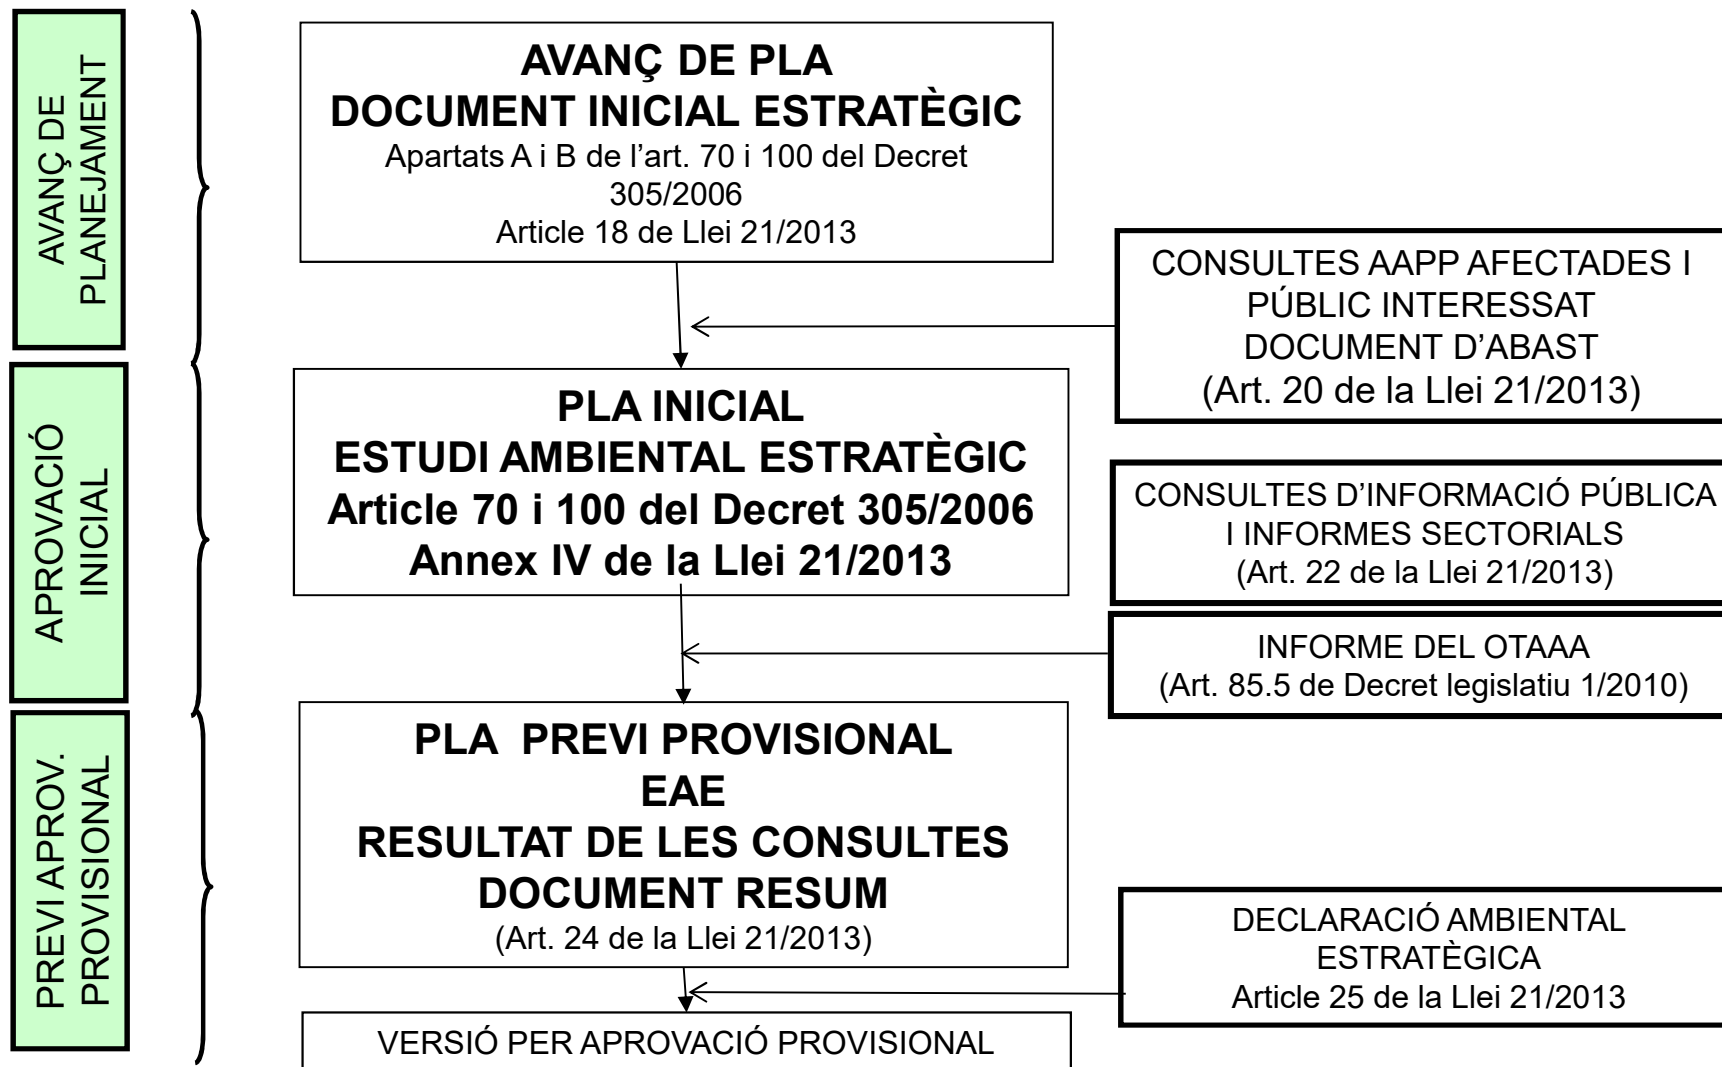 AVANÇ DE
PLANEJAMENT
AVANÇ DE PLA
DOCUMENT INICIAL ESTRATÈGIC
Apartats A i B de l’art. 70 i 100 del Decret
305/2006
Article 18 de Llei 21/2013
CONSULTES AAPP AFECTADES I
PÚBLIC INTERESSAT
DOCUMENT D’ABAST
(Art. 20 de la Llei 21/2013)
APROVACIÓ
INICIAL
PLA INICIAL
ESTUDI AMBIENTAL ESTRATÈGIC
Article 70 i 100 del Decret 305/2006
Annex IV de la Llei 21/2013
CONSULTES D’INFORMACIÓ PÚBLICA
I INFORMES SECTORIALS
(Art. 22 de la Llei 21/2013)
INFORME DEL OTAAA
(Art. 85.5 de Decret legislatiu 1/2010)
PREVI APROV.
PROVISIONAL
PLA PREVI PROVISIONAL
EAE
RESULTAT DE LES CONSULTES
DOCUMENT RESUM
(Art. 24 de la Llei 21/2013)
DECLARACIÓ AMBIENTAL
ESTRATÈGICA
Article 25 de la Llei 21/2013
VERSIÓ PER APROVACIÓ PROVISIONAL